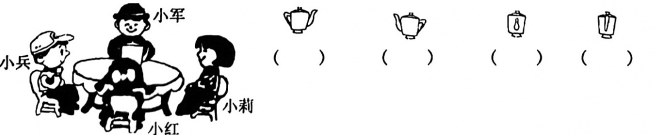 小军
小兵
小莉
小红
(    ) (    ) (    ) (    )